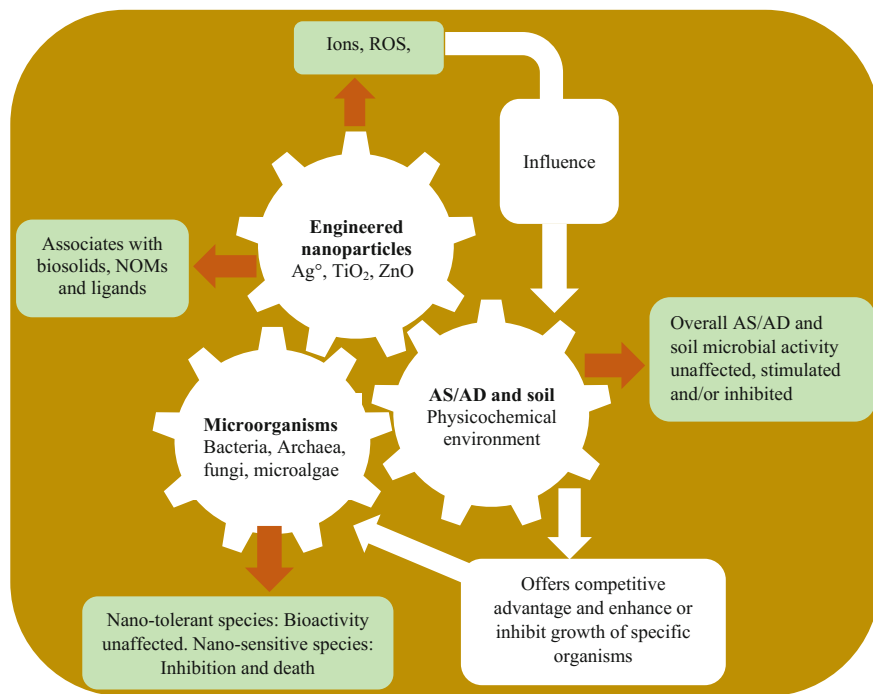 Ions, ROS,
Influence
Engineered
nanoparticles
Ag°, TiO₂, ZnO
Associates with
biosolids, NOMs
and ligands
Overall AS/AD and
soil microbial activity
unaffected, stimulated
and/or inhibited
AS/AD and soil
Physicochemical
environment
Microorganisms
Bacteria, Archaea,
fungi, microalgae
Offers competitive
advantage and enhance or
inhibit growth of specific
organisms
Nano-tolerant species: Bioactivity
unaffected. Nano-sensitive species:
Inhibition and death